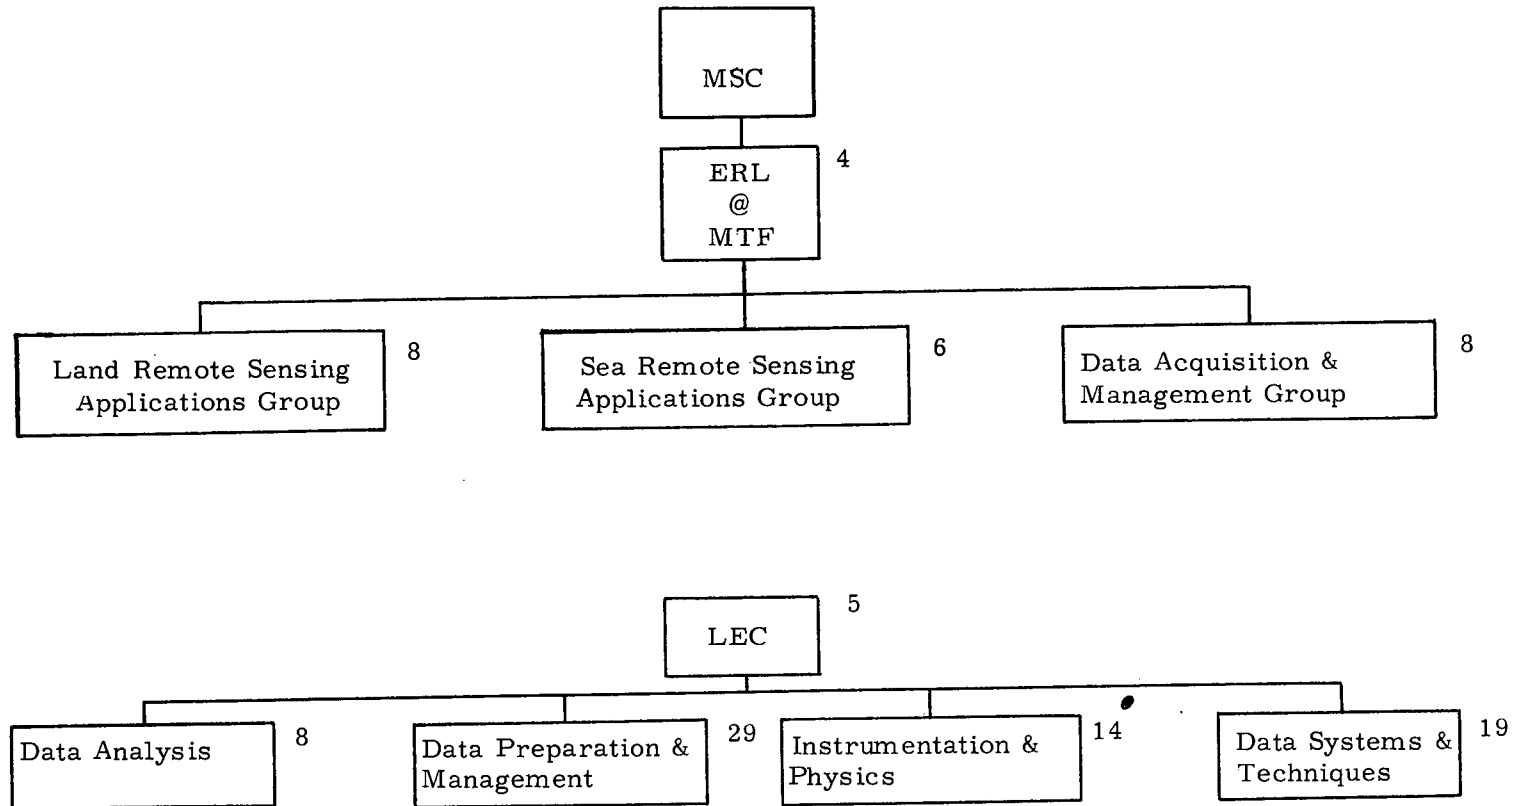 MSC
4
ERL
@
MTF
Land Remote Sensing
Applications Group
8
Sea Remote Sensing
Applications Group
6
Data Acquisition &
Management Group
8
LEC
5
Data Analysis
8
Data Preparation &
Management
29
Instrumentation &
Physics
14
Data Systems &
Techniques
19